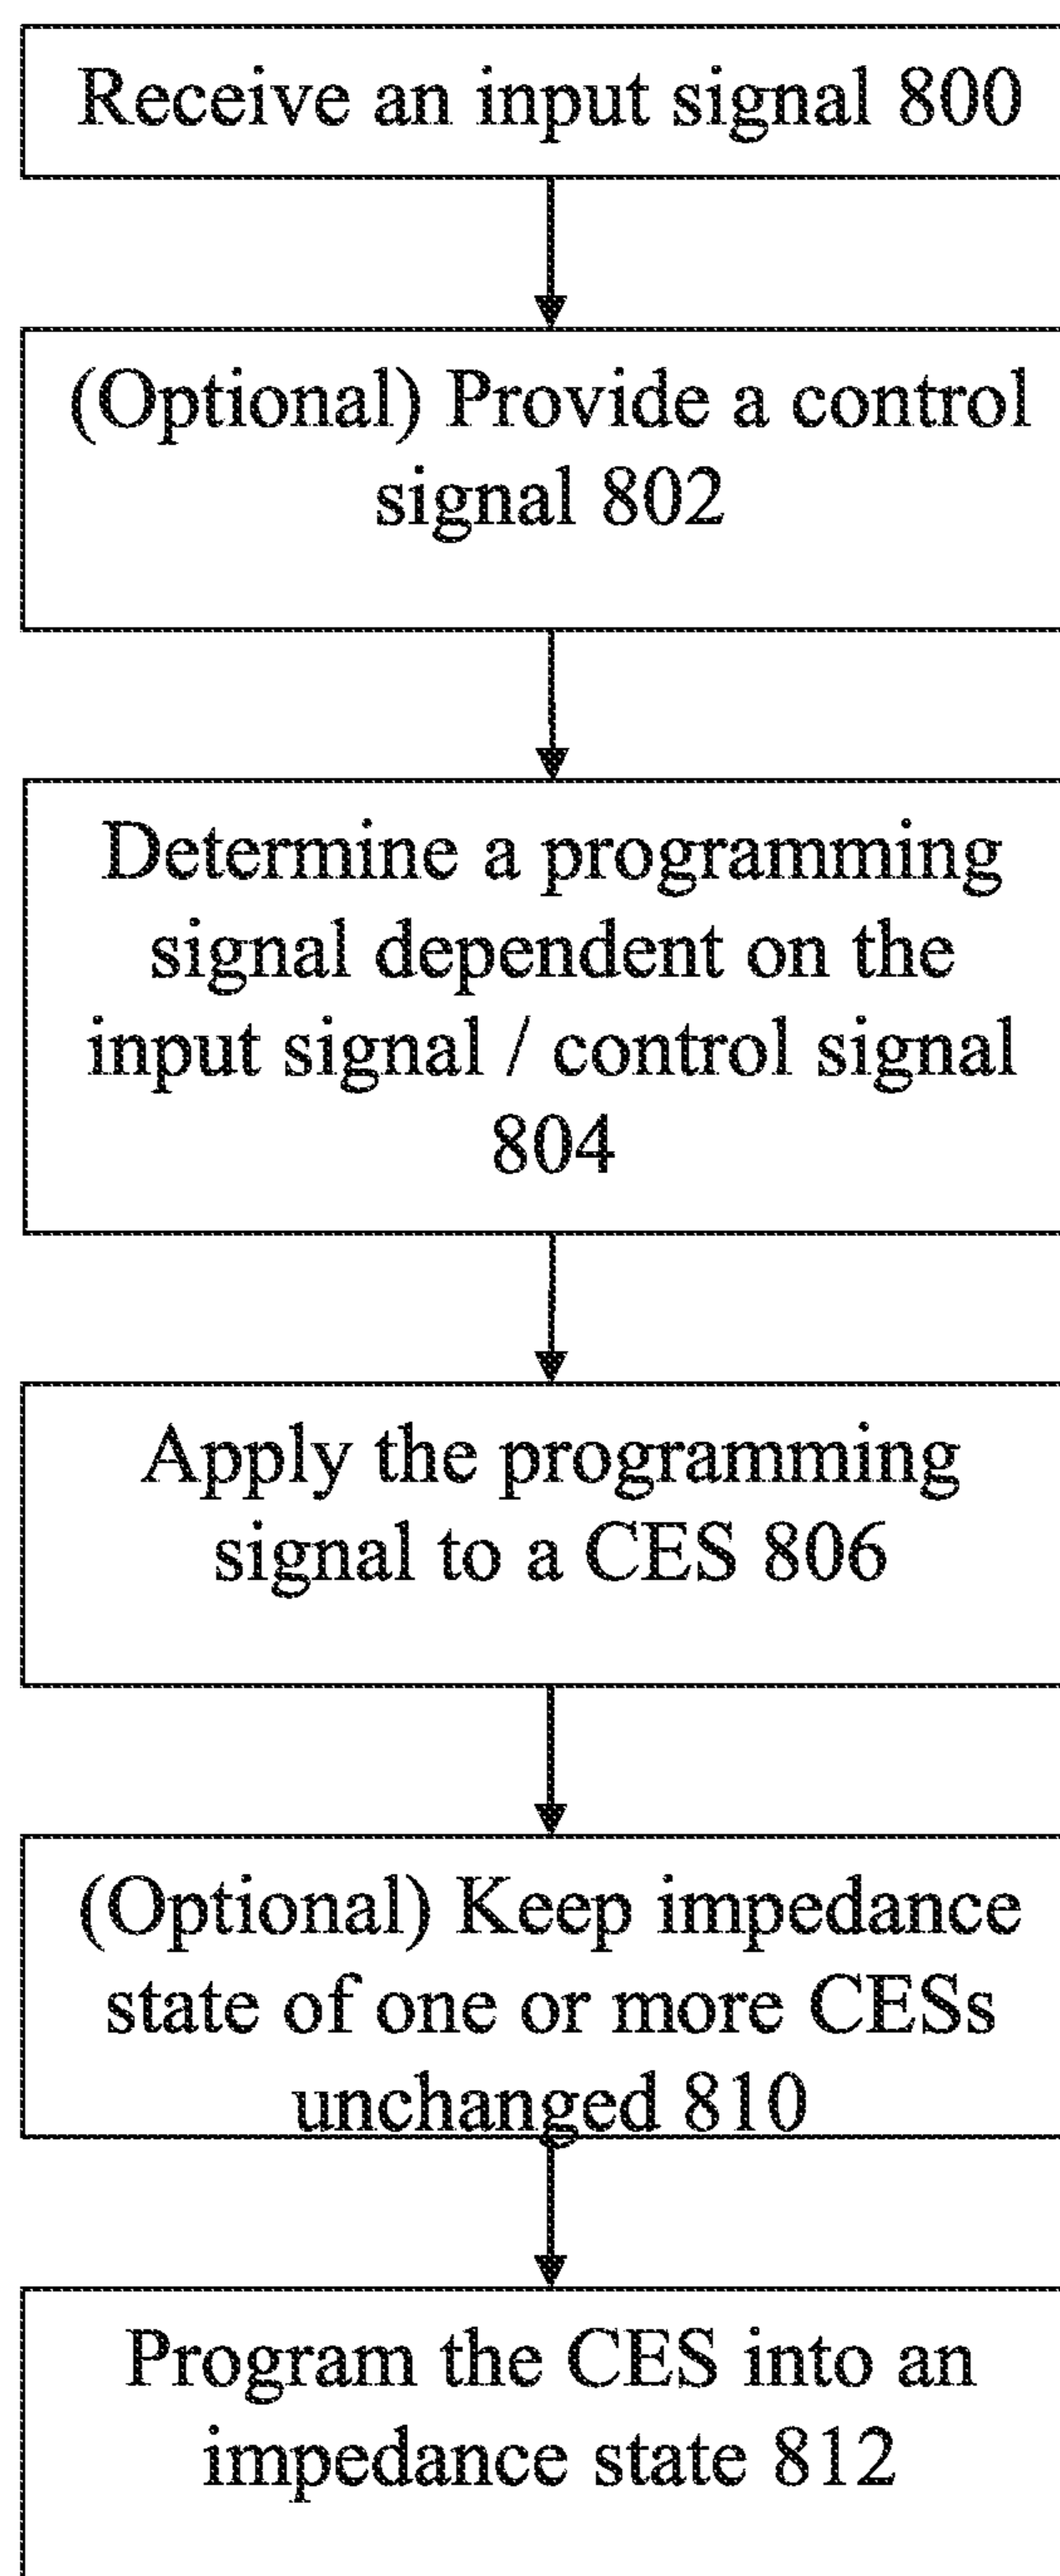 Receive an input signal 800
(Optional) Provide a control
signal 802
Determine a programming
signal dependent on the
input signal / control signal
804
Apply the programming
signal to a CES 806
(Optional) Keep impedance
state of one or more CESs
unchanged 810
Program the CES into an
impedance state 812